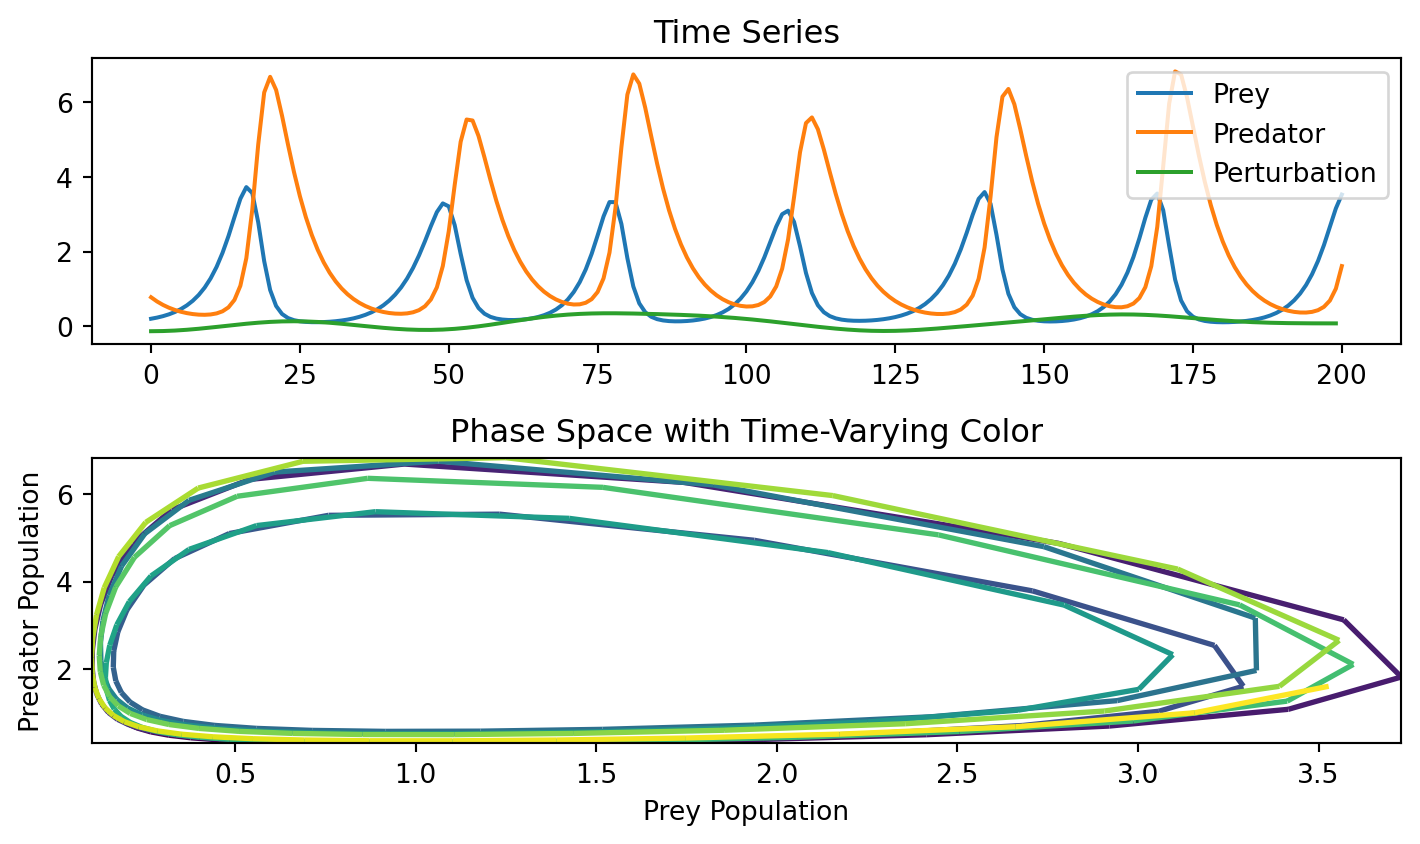 Time Series
6
4
2
0
Prey
Predator
Perturbation
0 25 50 75 100 125 150 175 200
Phase Space with Time-Varying Color
Predator Population
6
4
2
0.5 1.0 1.5 2.0 2.5 3.0 3.5
Prey Population